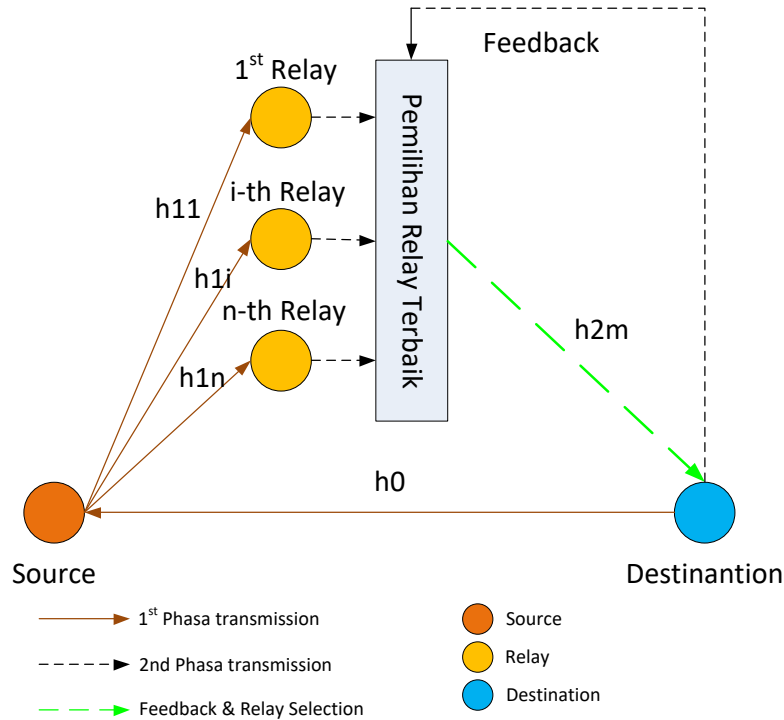 Feedback
1st Relay
Pemilihan Relay Terbaik
h11
i-th Relay
h1i
n-th Relay
h2m
h1n
h0
Source
Destinantion
1st Phasa transmission
2nd Phasa transmission
Feedback & Relay Selection
Source
Relay
Destination